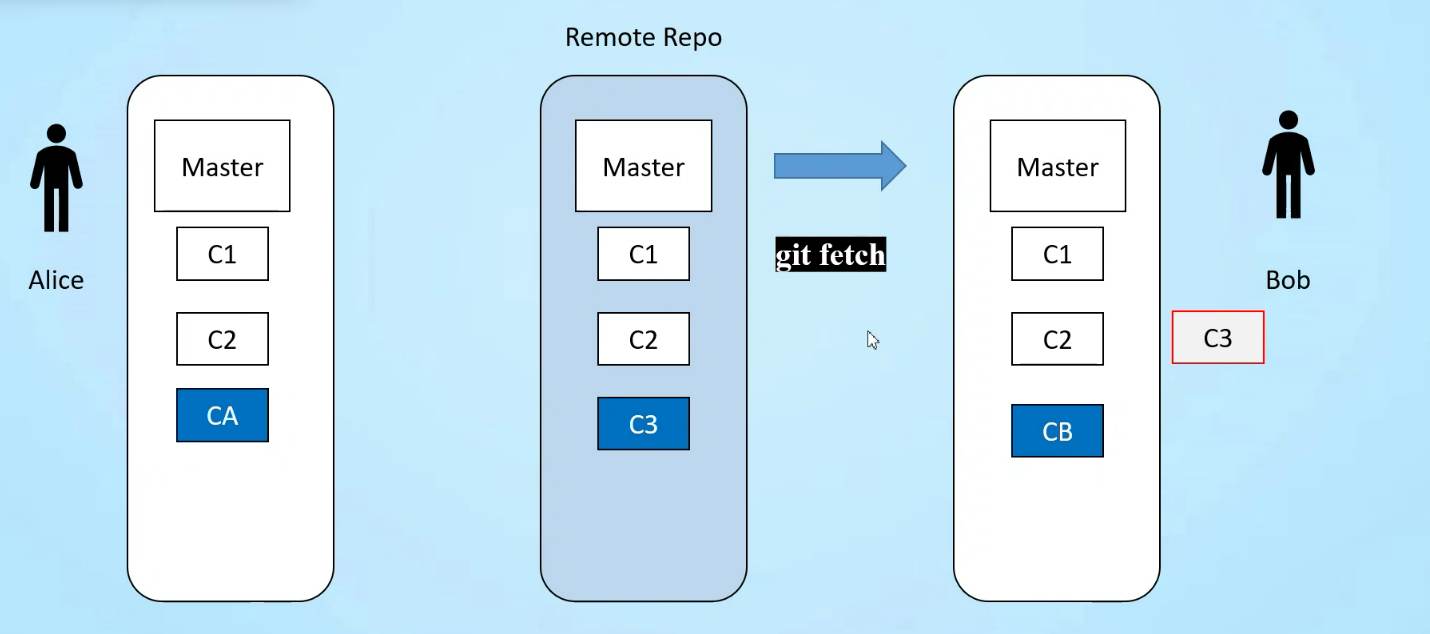 Remote Repo
Master
Master
Master
C1
C1
git fetch
C1
Alice
Bob
C2
C2
C2
C3
CA
C3
CB